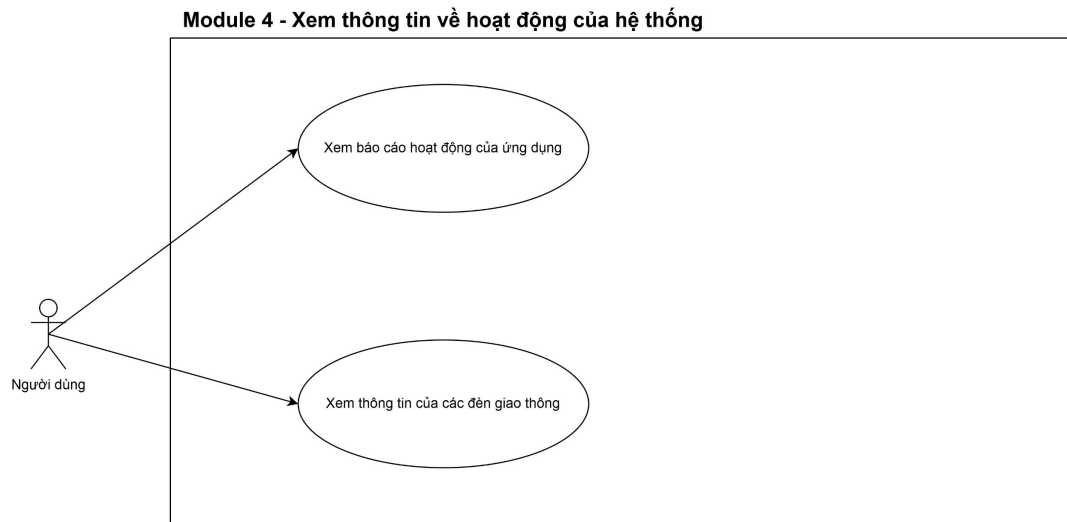 Module 4 - Xem thông tin về hoạt động của hệ thống
Xem báo cáo hoạt động của ứng dụng
Người dùng
Xem thông tin của các đèn giao thông